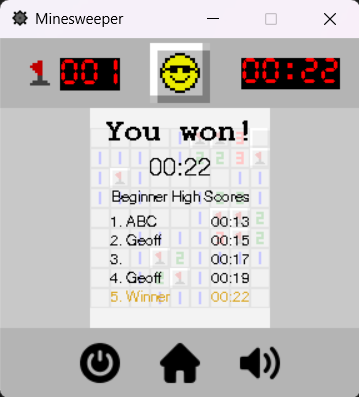 Minesweeper
001
00:22
You won!
00:22
Beginner High Scores
1. ABC 00:13
2. Geoff 00:15
3. 00:17
4. Geoff 00:19
5. Winner 00:22